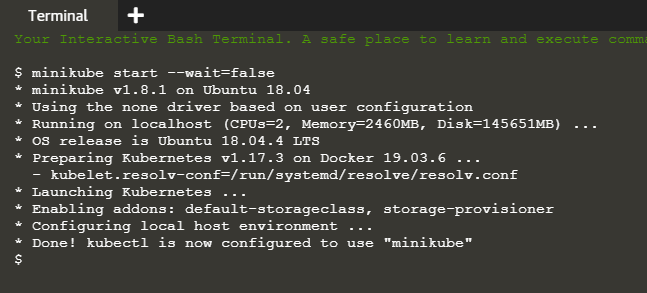 Terminal +
Your Interactive Bash Terminal. A safe place to learn and execute
$ minikube start --wait=false
* minikube v1.8.1 on Ubuntu 18.04
* Using the none driver based on user configuration
* Running on localhost (CPUs=2, Memory=2460MB, Disk=145651MB) ...
* OS release is Ubuntu 18.04.4 LTS
* Preparing Kubernetes v1.17.3 on Docker 19.03.6 ...
  - kubelet.resolv-conf=/run/systemd/resolve/resolv.conf
* Launching Kubernetes ...
* Enabling addons: default-storageclass, storage-provisioner
* Configuring local host environment ...
* Done! kubectl is now configured to use "minikube"
$